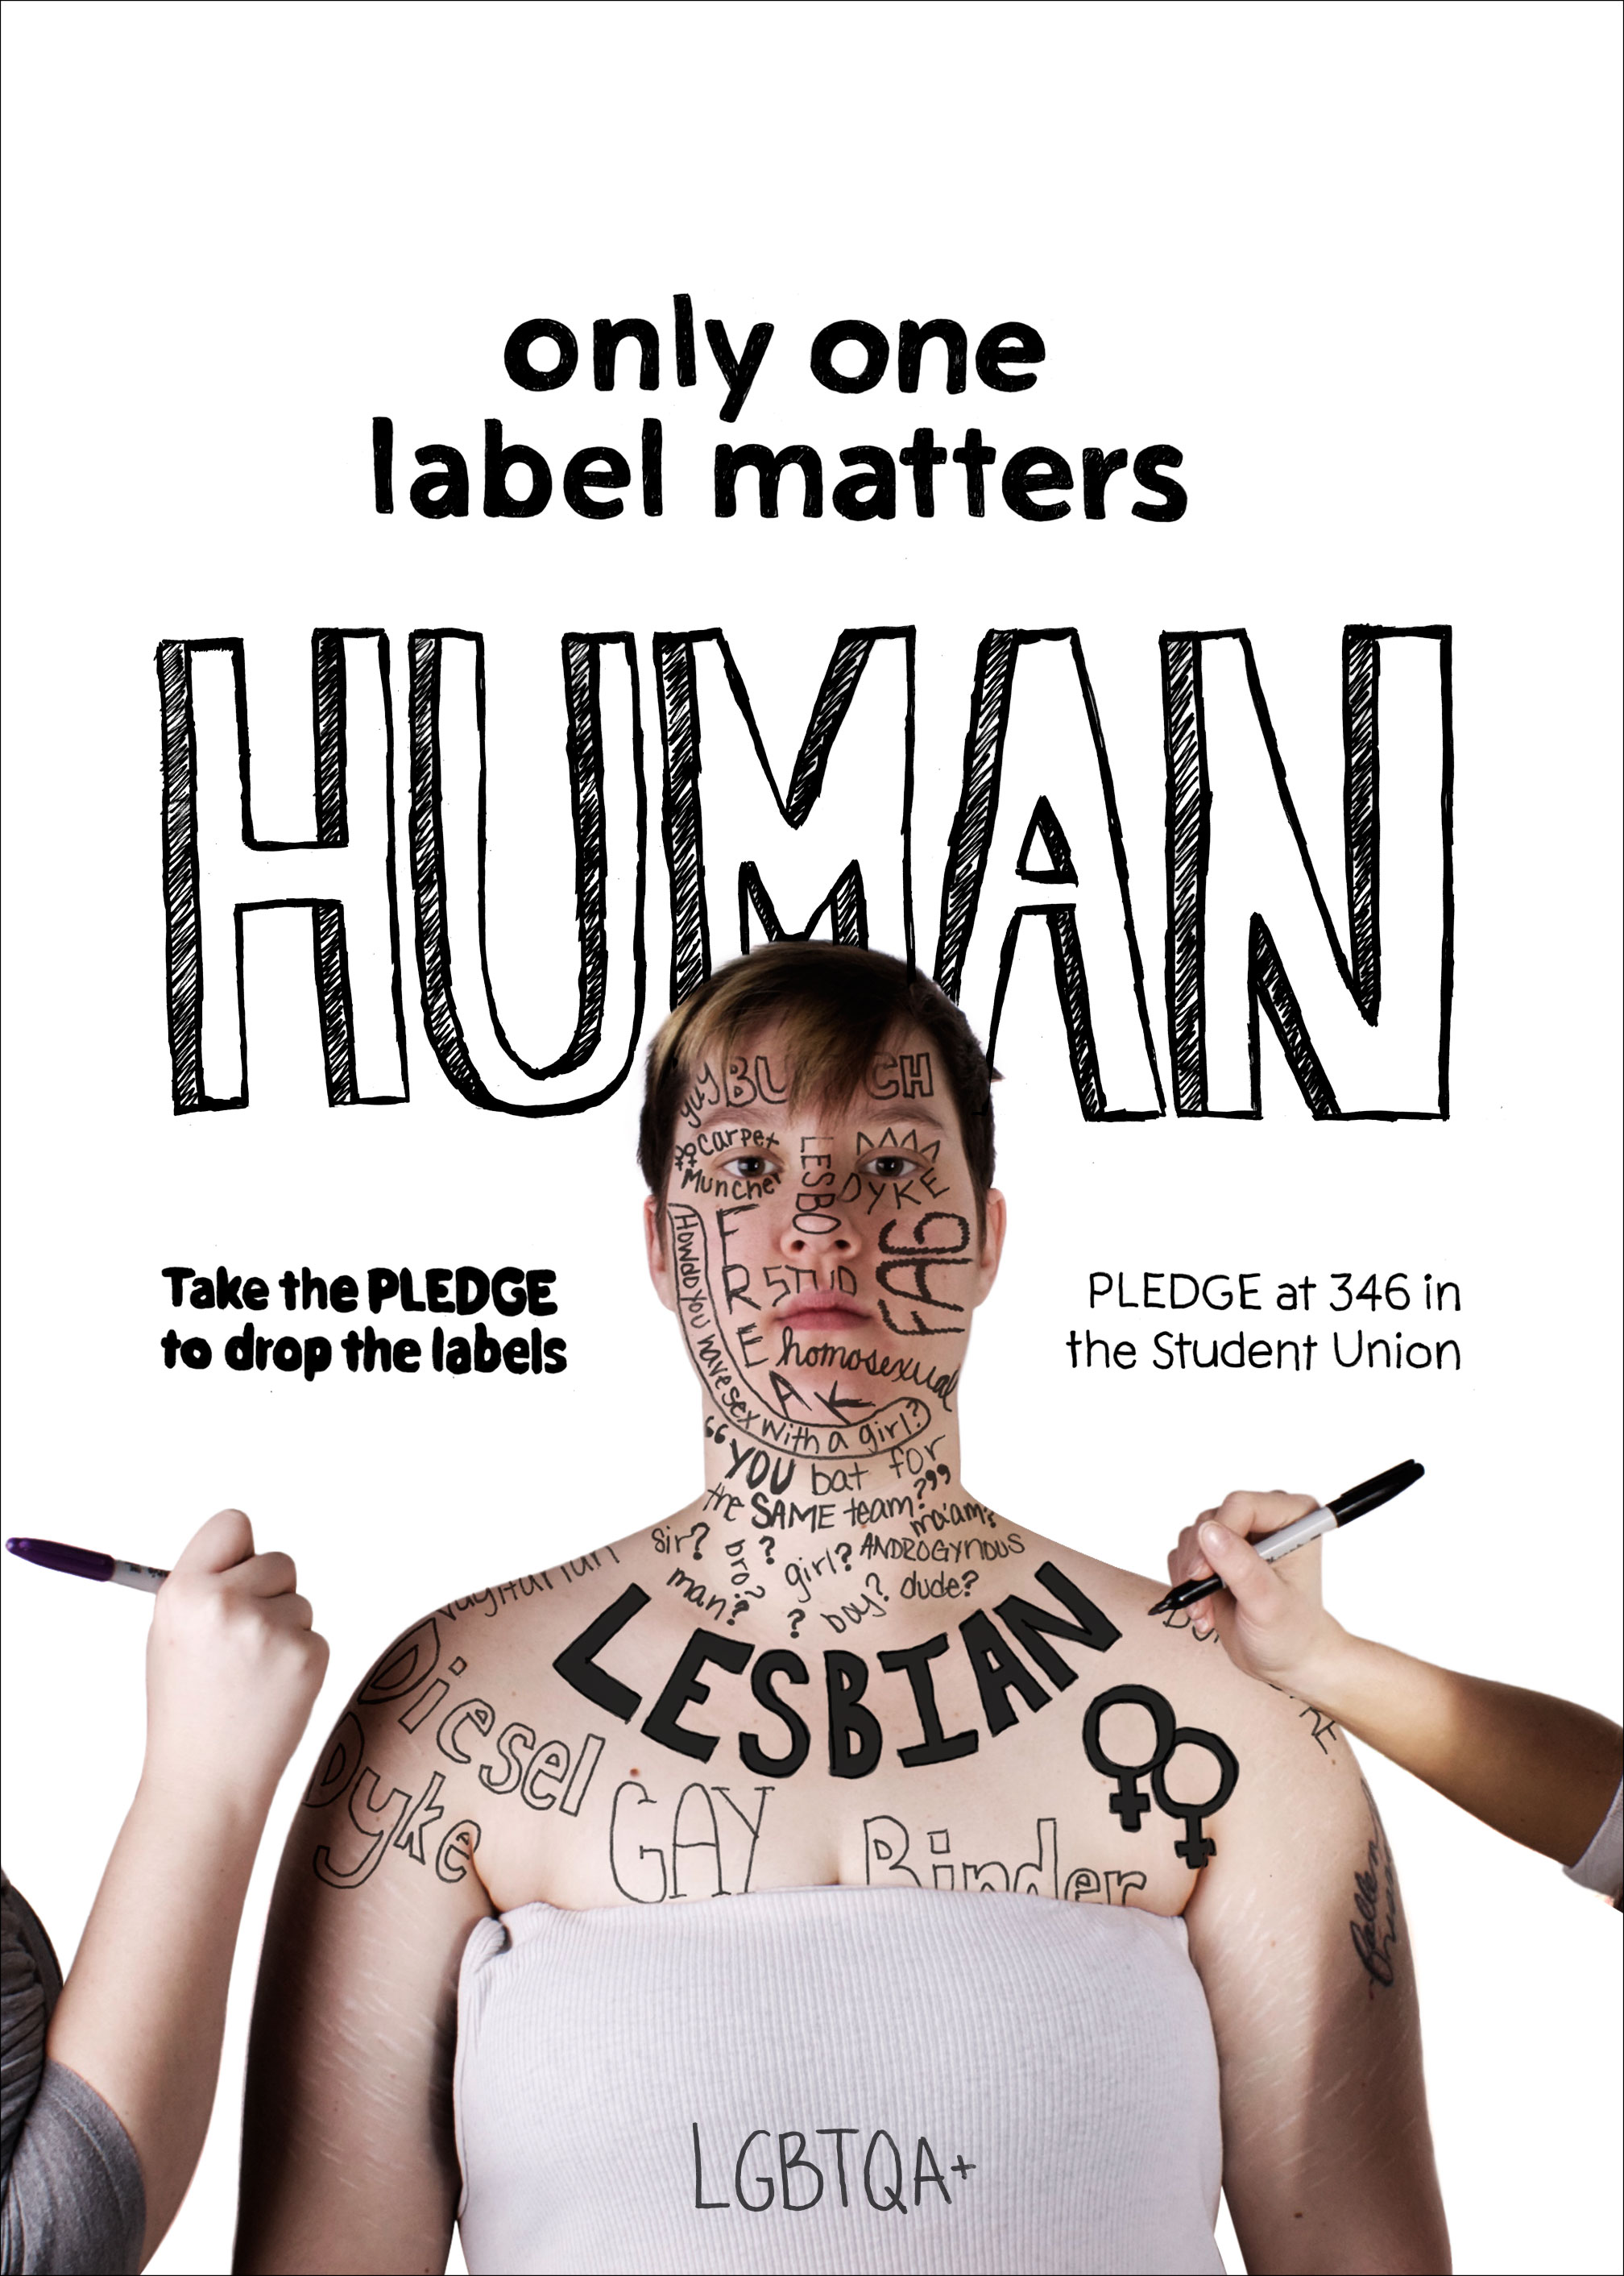 only one
label matters
HUMAN
Take the PLEDGE
to drop the labels
PLEDGE at 346 in
the Student Union
guy
BUTCH
Carpet
Muncher
LESBO
DYKE
FAG
FREAK
STUD
homosexual
How do you have sex with a girl?
"YOU bat for
the SAME team?"
ma'am?
sir?
bro?
?
girl?
ANDROGYNOUS
man?
?
boy?
dude?
LESBIAN
Diesel
Dyke
GAY
Binder
LGBTQA+